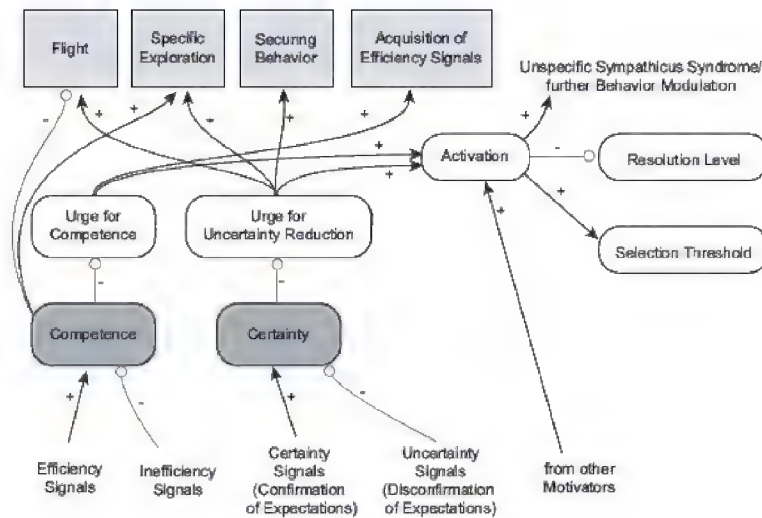 Flight
Specific
Exploration
Securing
Behavior
Acquisition of
Efficiency Signals
Unspecific Sympathicus Syndrome/
further Behavior Modulation
-
+
+
+
+
+
+
+
+
+
-
+
Activation
Resolution Level
Selection Threshold
Urge for
Competence
Urge for
Uncertainty Reduction
+
-
-
Competence
Certainty
+
-
+
-
Efficiency
Signals
Inefficiency
Signals
Certainty
Signals
(Confirmation
of Expectations)
Uncertainty
Signals
(Disconfirmation
of Expectations)
from other
Motivators